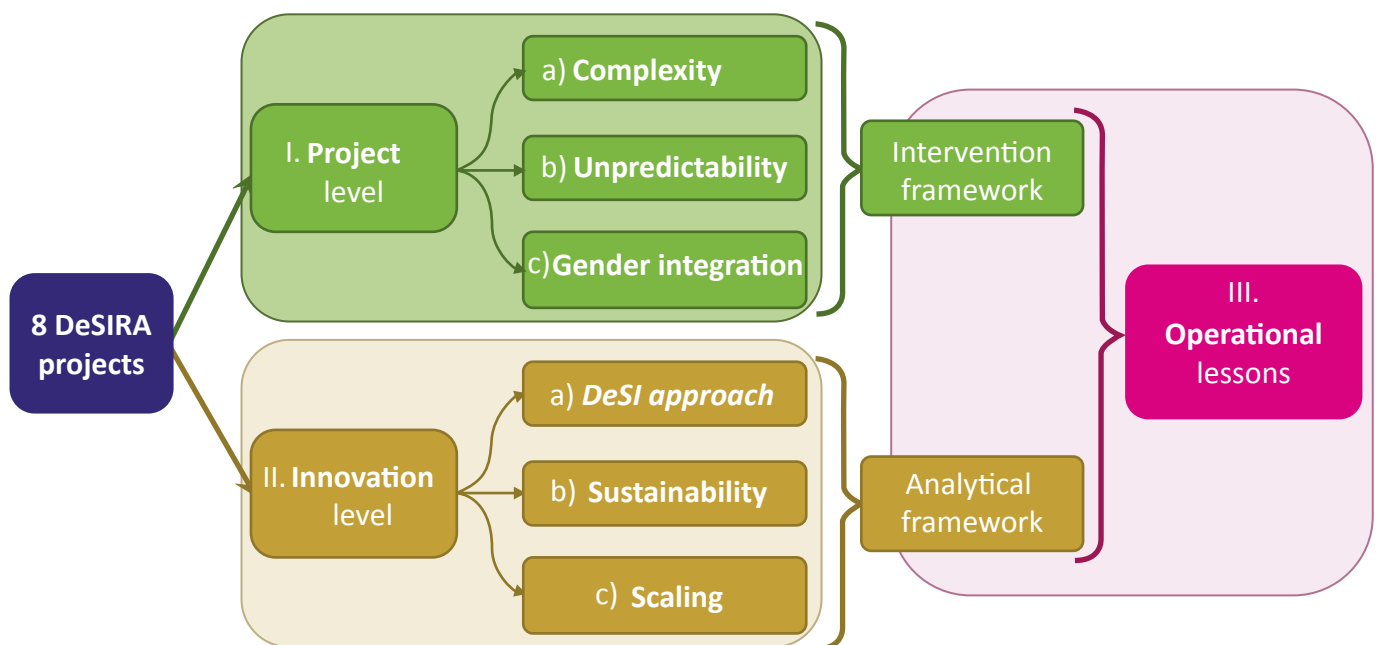 8 DeSIRA
projects
I. Project
level
a) Complexity
b) Unpredictability
c) Gender integration
Intervention
framework
II. Innovation
level
a) DeSI approach
b) Sustainability
c) Scaling
Analytical
framework
III.
Operational
lessons